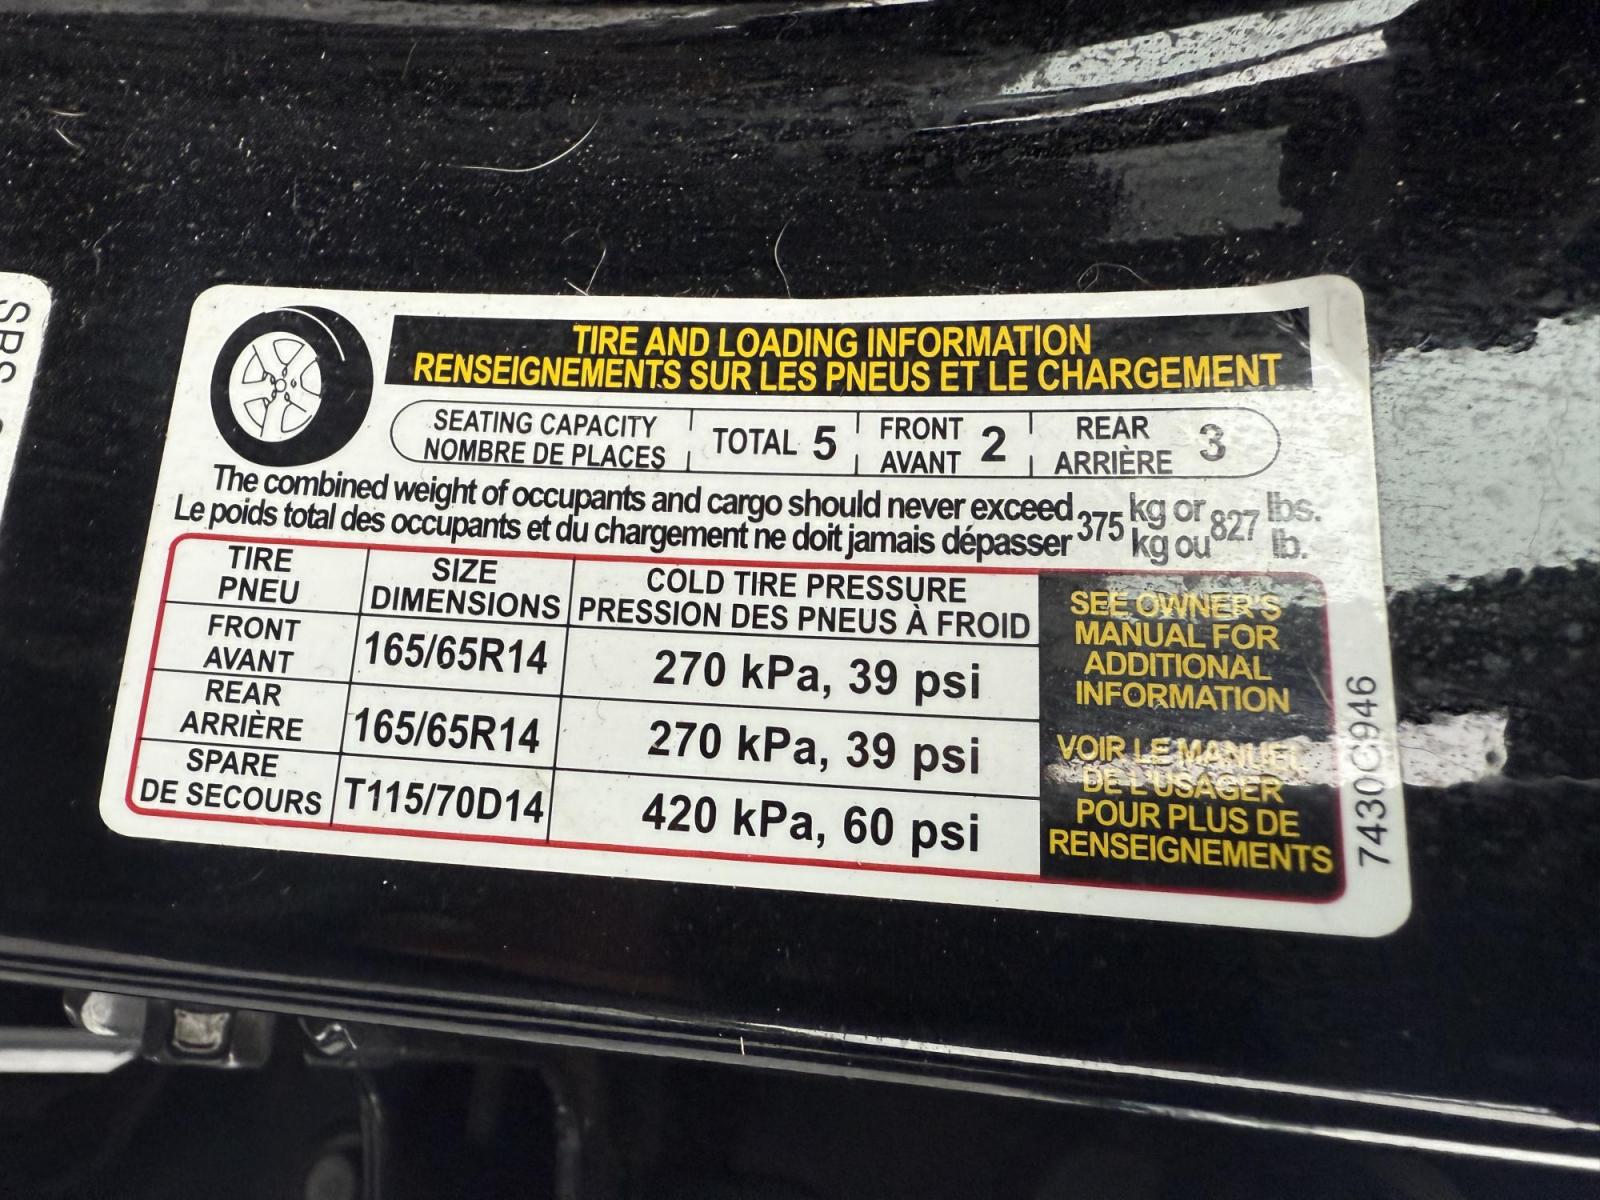 SRS
TIRE AND LOADING INFORMATION
RENSEIGNEMENTS SUR LES PNEUS ET LE CHARGEMENT
SEATING CAPACITY
NOMBRE DE PLACES
TOTAL 5
FRONT
AVANT
2
REAR
ARRIÈRE
3
The combined weight of occupants and cargo should never exceed 375 kg or 827 lbs.
Le poids total des occupants et du chargement ne doit jamais dépasser kg ou lb.
TIRE
PNEU
SIZE
DIMENSIONS
COLD TIRE PRESSURE
PRESSION DES PNEUS À FROID
FRONT
AVANT
165/65R14
270 kPa, 39 psi
REAR
ARRIÈRE
165/65R14
270 kPa, 39 psi
SPARE
DE SECOURS
T115/70D14
420 kPa, 60 psi
SEE OWNER'S
MANUAL FOR
ADDITIONAL
INFORMATION
VOIR LE MANUEL
DE L'USAGER
POUR PLUS DE
RENSEIGNEMENTS
7430G946